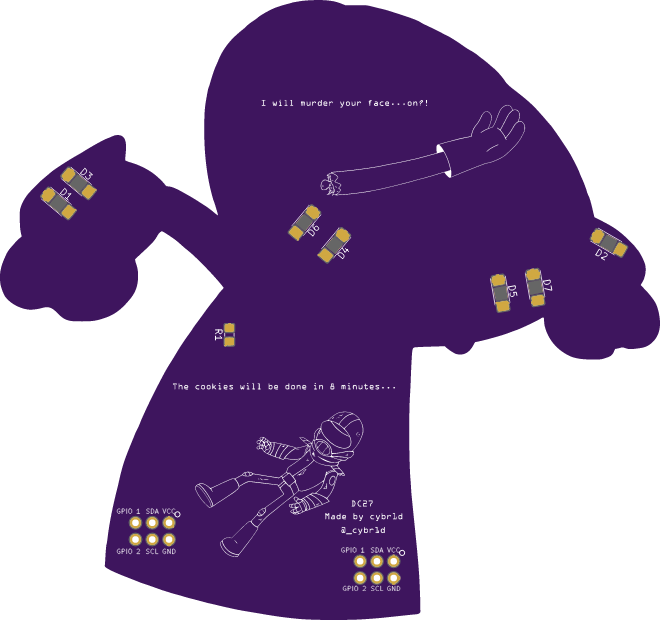 I will murder your face...on?!
D3
D1
D6
D4
D2
D5
D7
R1
The cookies will be done in 8 minutes...
DC27
Made by cybr1d
@_cybr1d
GPIO 1 SDA VCC
GPIO 2 SCL GND
GPIO 1 SDA VCC
GPIO 2 SCL GND